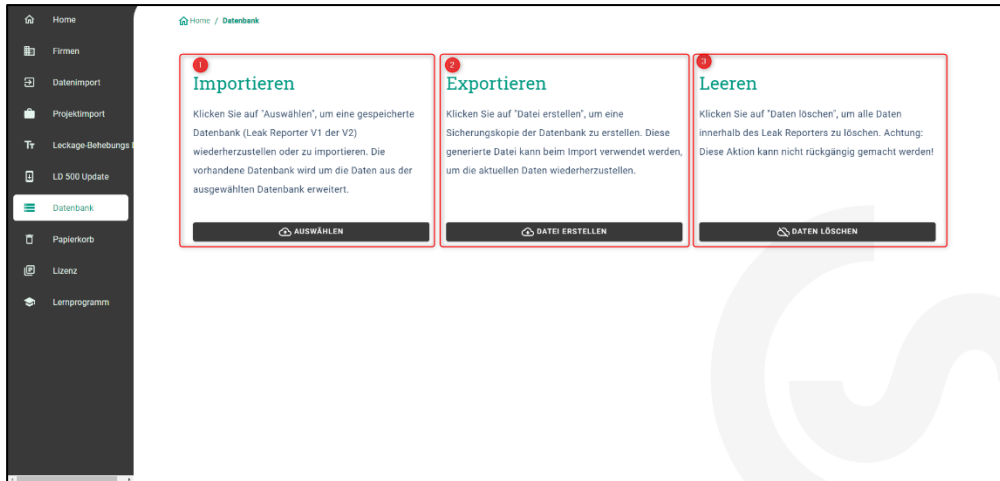 Home
Firmen
Datenimport
Projektimport
Leckage-Behebungs
LD 500 Update
Datenbank
Papierkorb
Lizenz
Lernprogramm
Home / Datenbank
1
Importieren
Klicken Sie auf "Auswählen", um eine gespeicherte
Datenbank (Leak Reporter V1 der V2)
wiederherzustellen oder zu importieren. Die
vorhandene Datenbank wird um die Daten aus der
ausgewählten Datenbank erweitert.
AUSWÄHLEN
2
Exportieren
Klicken Sie auf "Datei erstellen", um eine
Sicherungskopie der Datenbank zu erstellen. Diese
generierte Datei kann beim Import verwendet werden,
um die aktuellen Daten wiederherzustellen.
DATEI ERSTELLEN
3
Leeren
Klicken Sie auf "Daten löschen", um alle Daten
innerhalb des Leak Reporters zu löschen. Achtung:
Diese Aktion kann nicht rückgängig gemacht werden!
DATEN LÖSCHEN